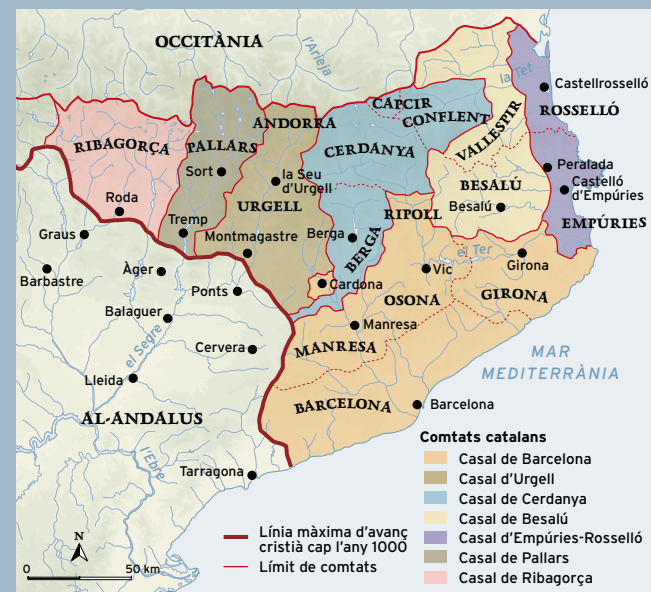 OCCITÀNIA
l'Arieja
la Tet
Castellrosselló
ROSSELLÓ
CAPCIR
CONFLENT
VALLESPIR
ANDORRA
RIBAGORÇA
PALLARS
CERDANYA
Sort
la Seu
d'Urgell
Peralada
Castelló
d'Empúries
BESALÚ
Besalú
Roda
URGELL
RIPOLL
EMPÚRIES
Tremp
Graus
Montmagastre
Berga
BERGA
el Ter
Girona
Barbastre
Àger
Vic
Cardona
Ponts
OSONA
GIRONA
Balaguer
Manresa
el Segre
Cervera
MANRESA
MAR
MEDITERRÀNIA
Lleida
BARCELONA
Barcelona
AL-ANDALUS
l'Ebre
Tarragona
Comtats catalans
Casal de Barcelona
Casal d'Urgell
Casal de Cerdanya
Casal de Besalú
Casal d'Empúries-Rosselló
Casal de Pallars
Casal de Ribagorça
Línia màxima d'avanç
cristià cap l'any 1000
Límit de comtats
N
0 50 km